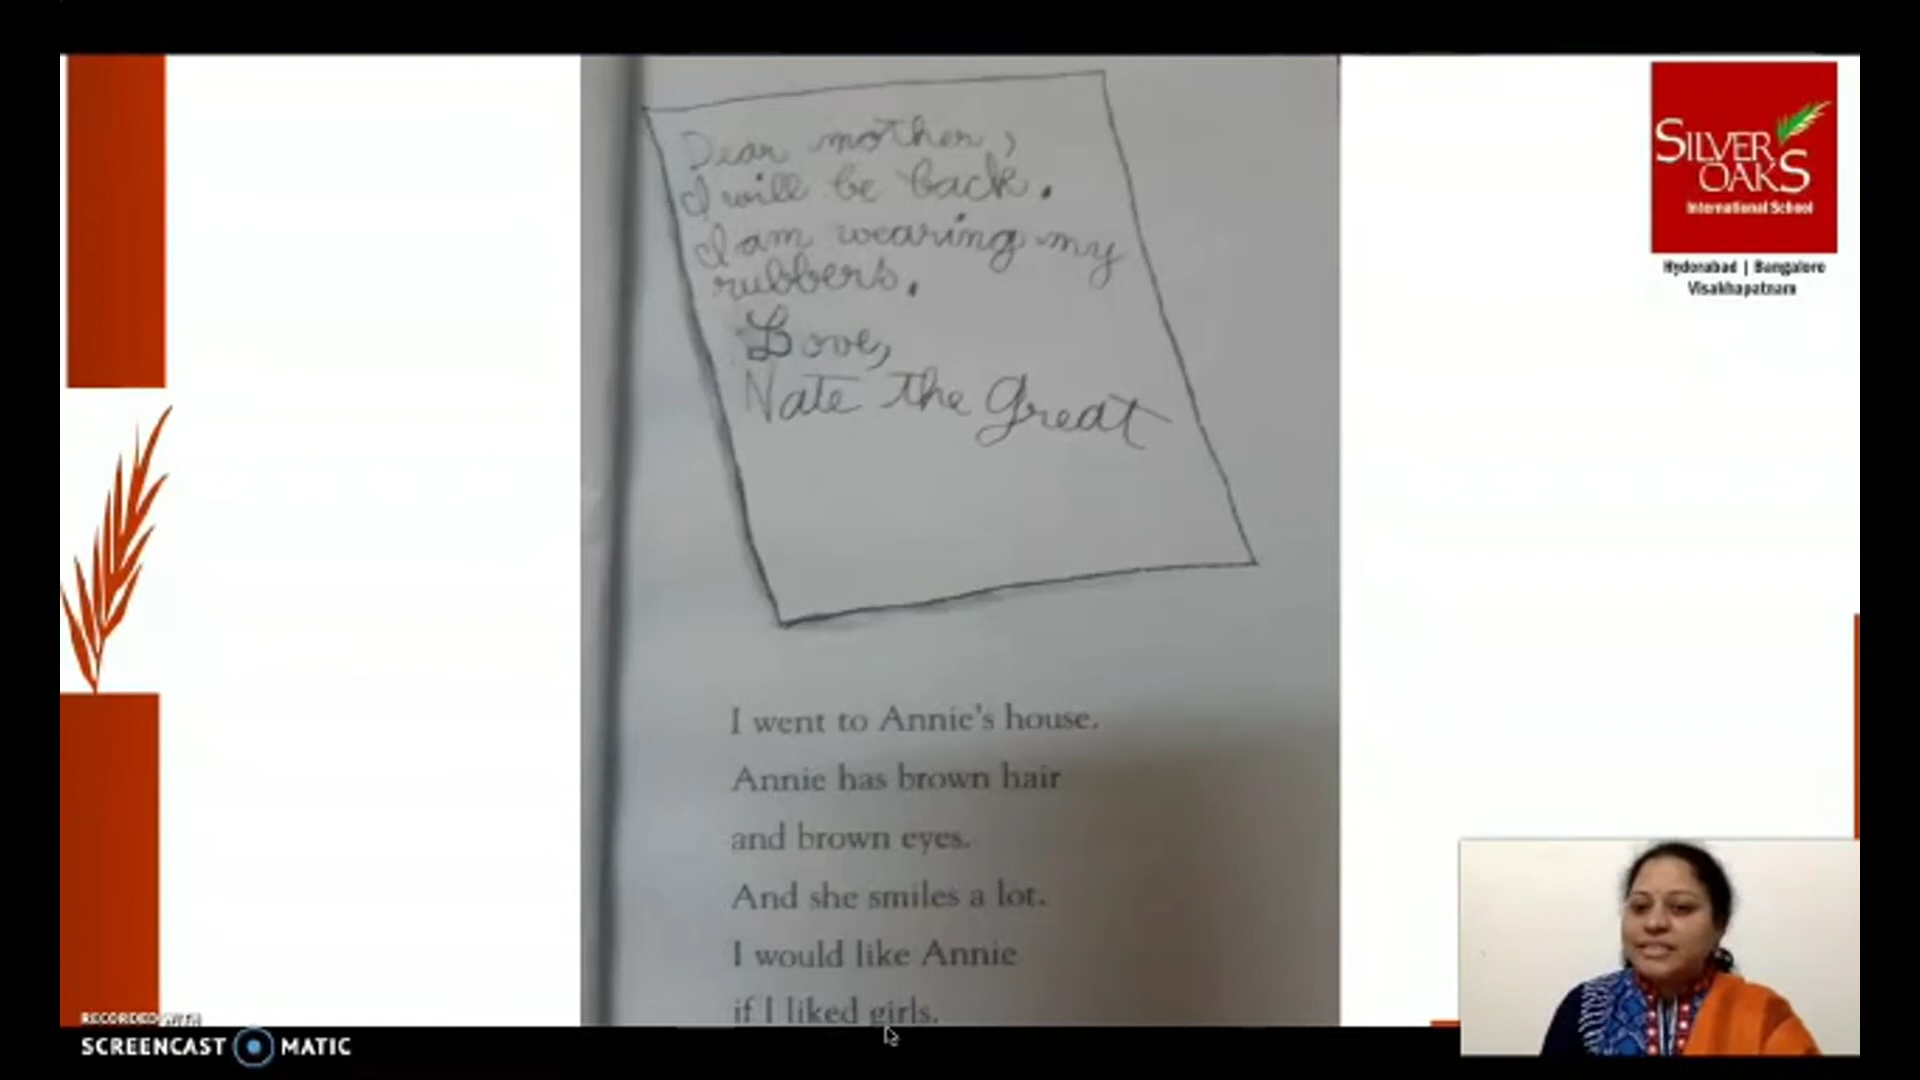 Dear mother,
I will be back.
I am wearing my
rubbers.
Love,
Nate the Great
I went to Annie's house.
Annie has brown hair
and brown eyes.
And she smiles a lot.
I would like Annie
if I liked girls.
SILVER
OAKS
International School
Hyderabad | Bangalore
Visakhapatnam
RECORDED WITH
SCREENCAST MATIC